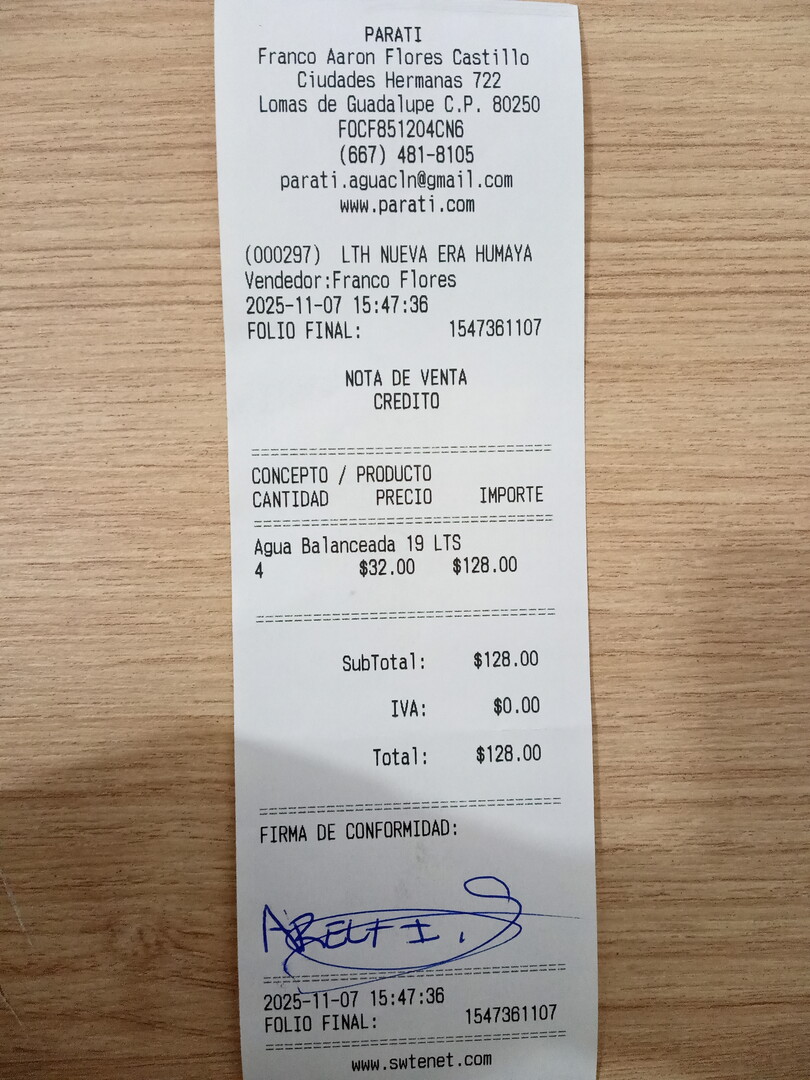 PARATI
Franco Aaron Flores Castillo
Ciudades Hermanas 722
Lomas de Guadalupe C.P. 80250
FOCF851204CN6
(667) 481-8105
parati.aguacln@gmail.com
www.parati.com
(000297) LTH NUEVA ERA HUMAYA
Vendedor:Franco Flores
2025-11-07 15:47:36
FOLIO FINAL: 1547361107
NOTA DE VENTA
CREDITO
CONCEPTO / PRODUCTO
CANTIDAD PRECIO IMPORTE
Agua Balanceada 19 LTS
4 $32.00 $128.00
SubTotal: $128.00
IVA: $0.00
Total: $128.00
FIRMA DE CONFORMIDAD:
2025-11-07 15:47:36
FOLIO FINAL: 1547361107
www.swtenet.com